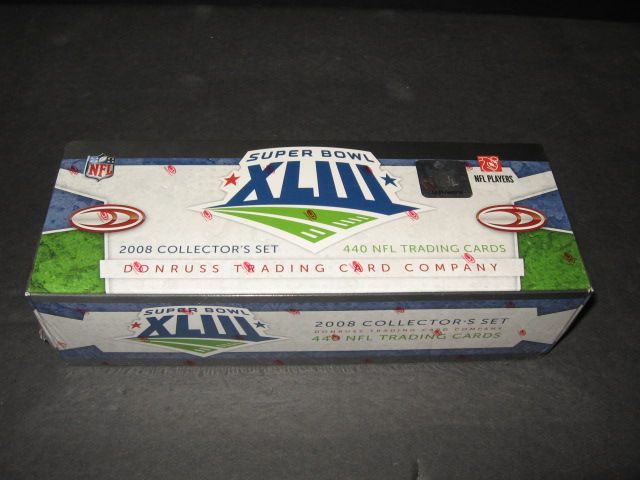 NFL
SUPER BOWL
XLIII
NFL PLAYERS
2008 COLLECTOR'S SET
440 NFL TRADING CARDS
DONRUSS TRADING CARD COMPANY
SUPER BOWL
XLIII
2008 COLLECTOR'S SET
DONRUSS TRADING CARD COMPANY
440 NFL TRADING CARDS